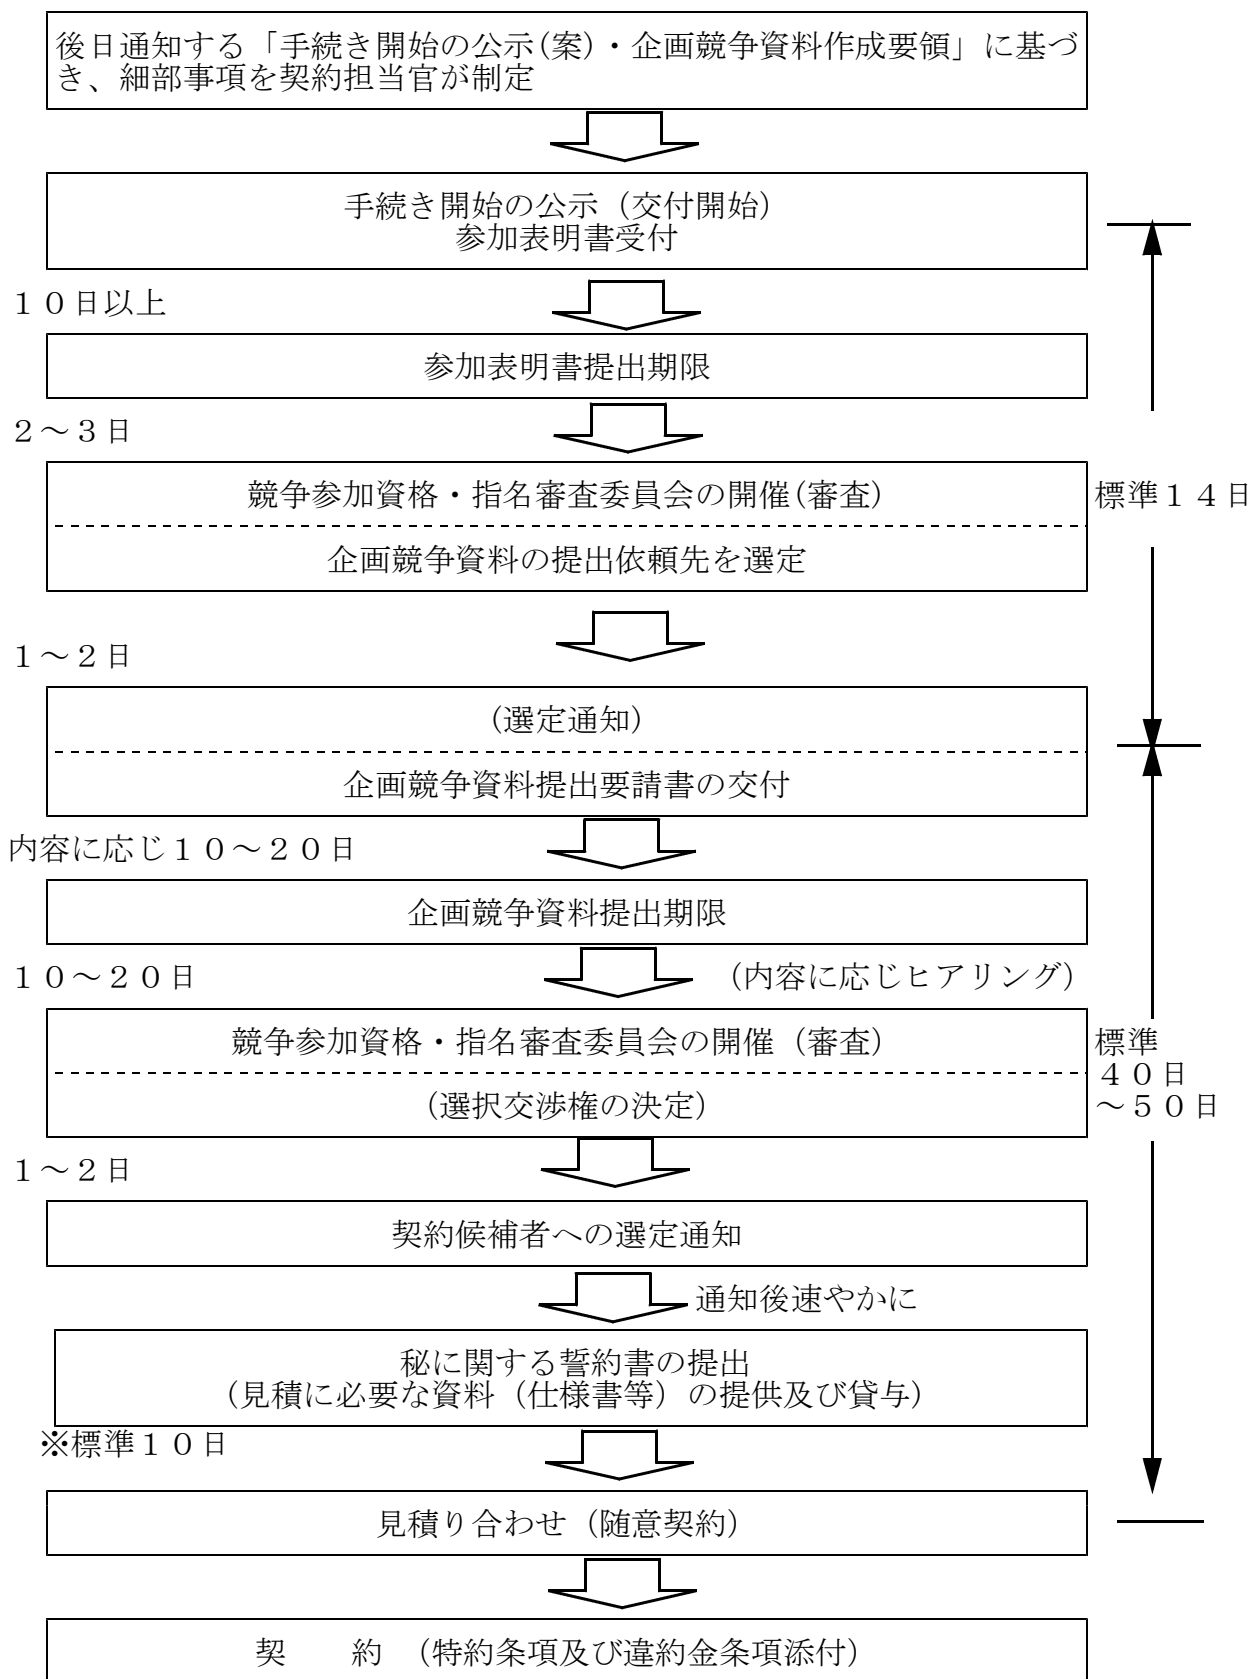 後日通知する「手続き開始の公示(案)・企画競争資料作成要領」に基づ
き、細部事項を契約担当官が制定
手続き開始の公示（交付開始）
参加表明書受付
１０日以上
参加表明書提出期限
２～３日
競争参加資格・指名審査委員会の開催(審査)
標準１４日
企画競争資料の提出依頼先を選定
１～２日
(選定通知)
企画競争資料提出要請書の交付
内容に応じ１０～２０日
企画競争資料提出期限
１０～２０日
（内容に応じヒアリング）
競争参加資格・指名審査委員会の開催（審査）
標準
４０日
～５０日
(選択交渉権の決定)
１～２日
契約候補者への選定通知
通知後速やかに
秘に関する誓約書の提出
（見積に必要な資料（仕様書等）の提供及び貸与）
※標準１０日
見積り合わせ（随意契約）
契　　約　（特約条項及び違約金条項添付）